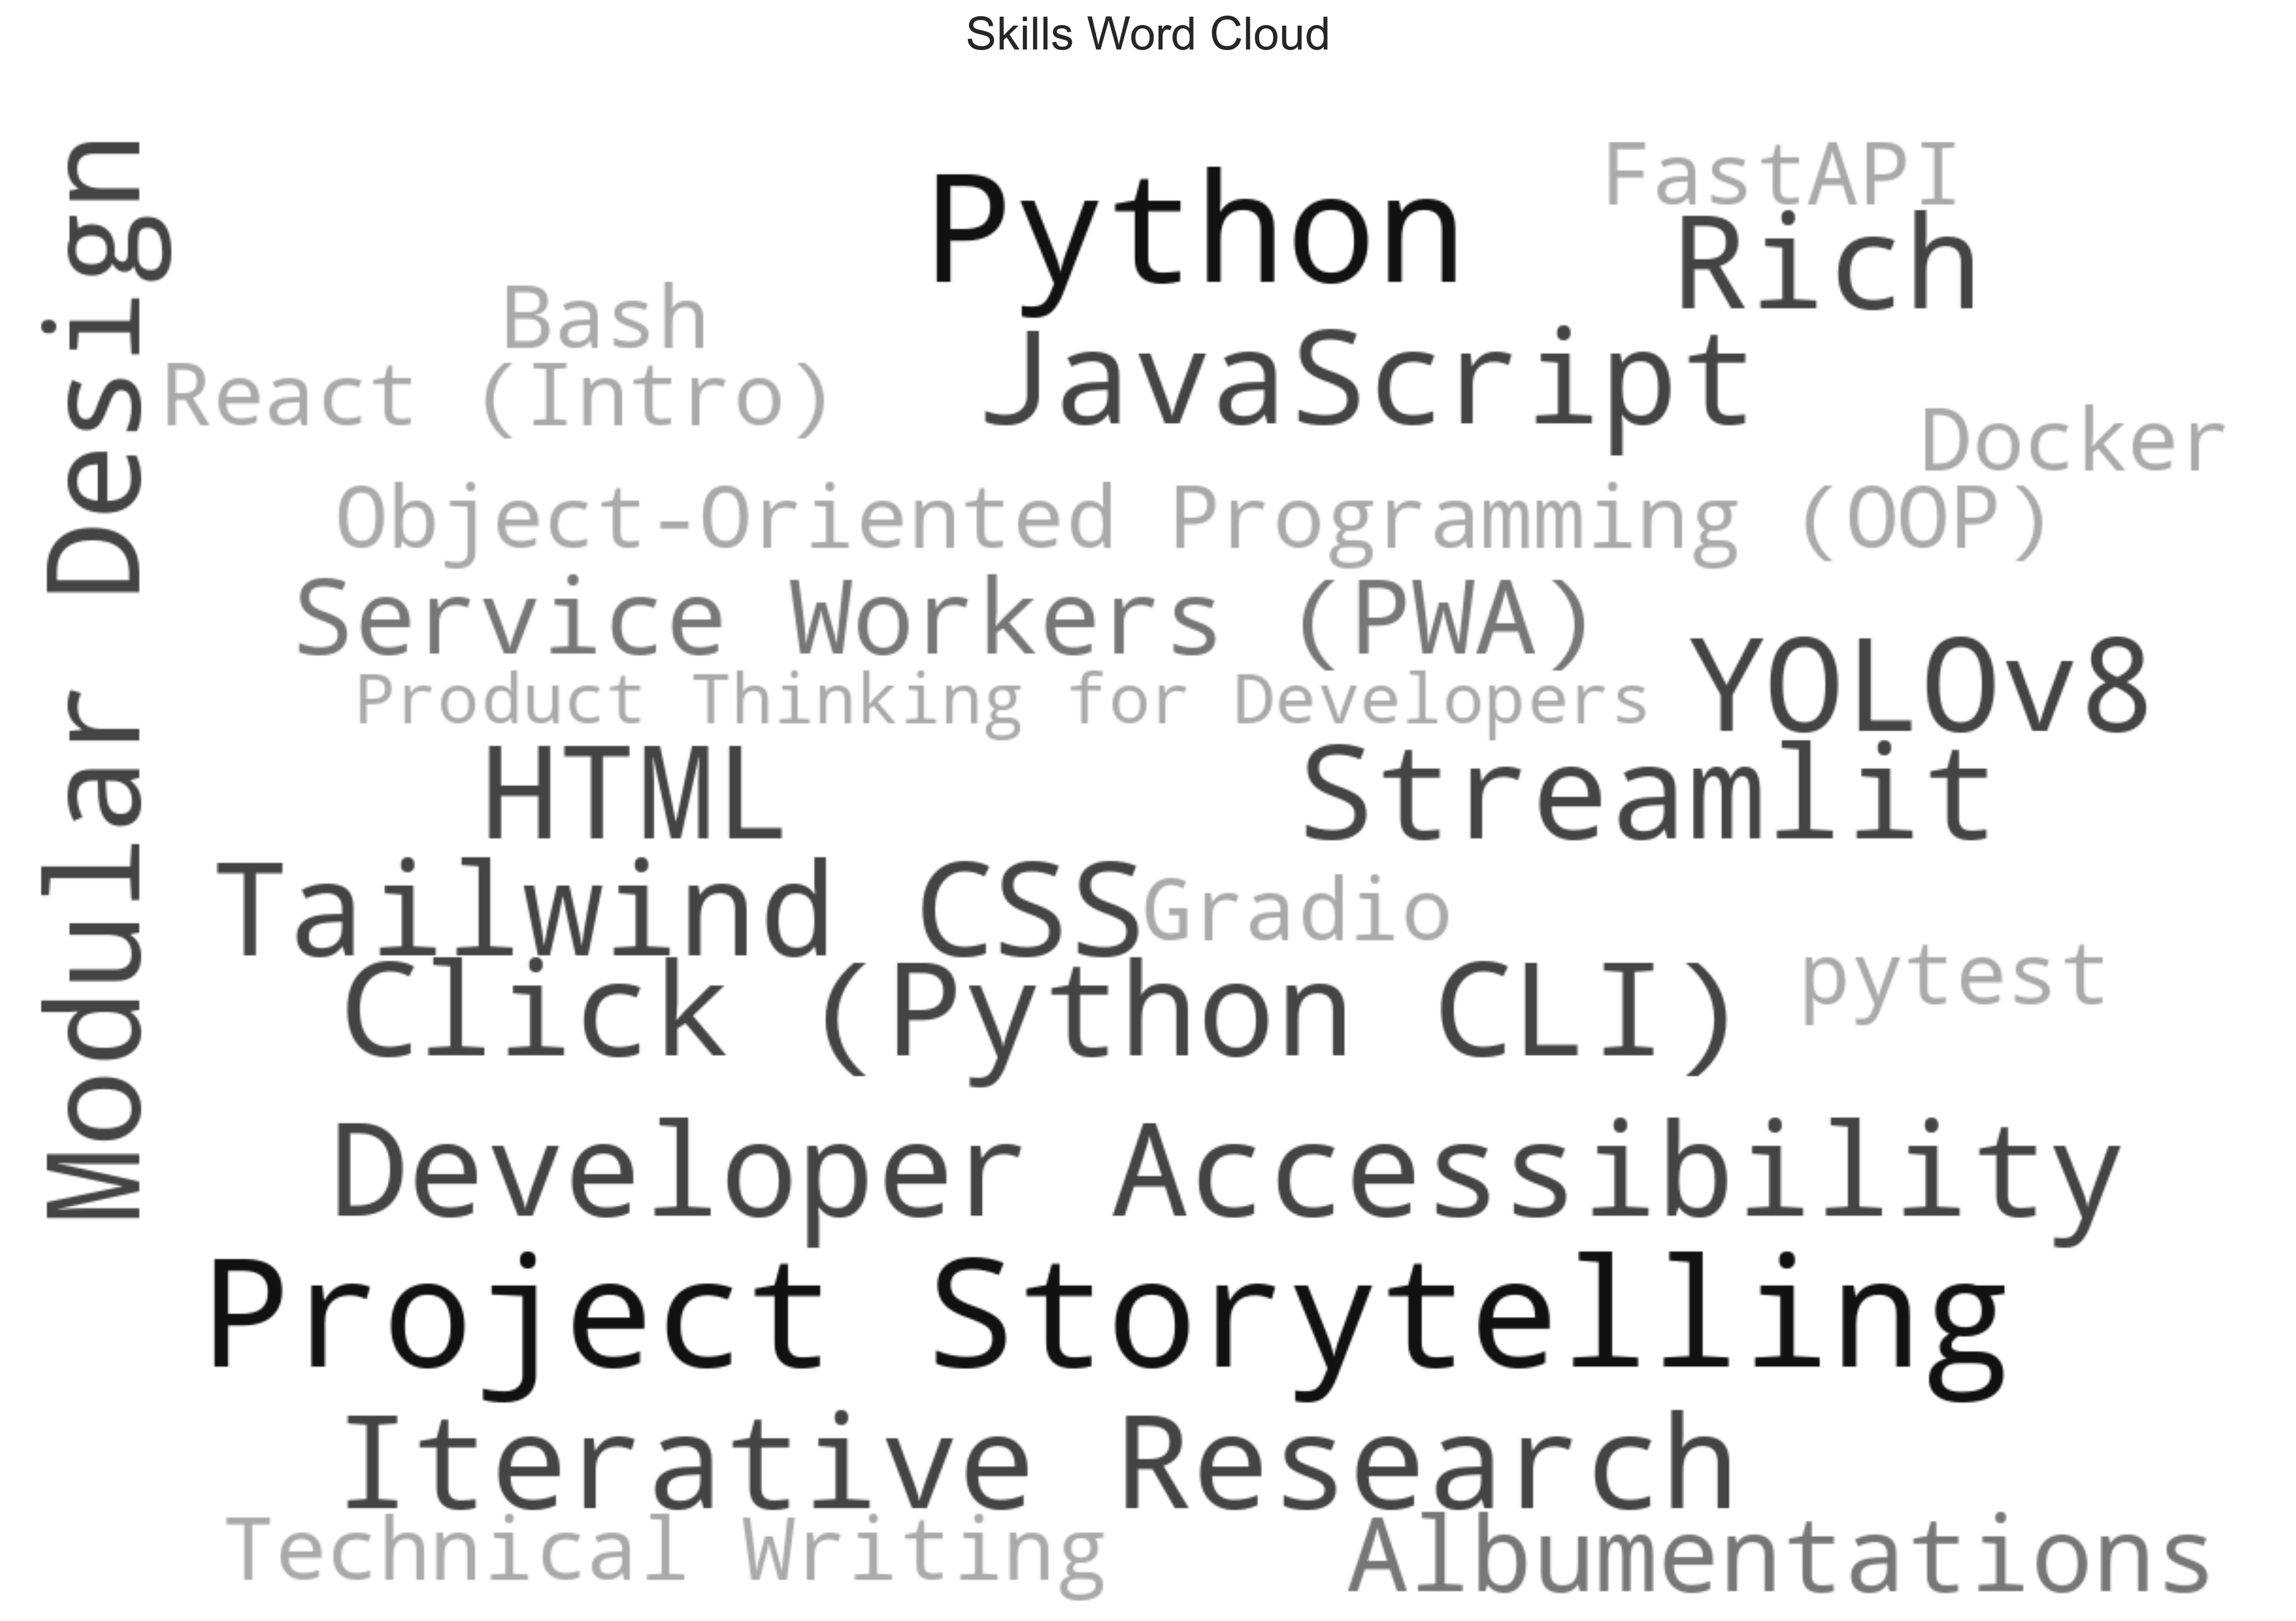 Skills Word Cloud
Modular Design
Python
FastAPI
Rich
Bash
JavaScript
React (Intro)
Docker
Object-Oriented Programming (OOP)
Service Workers (PWA)
YOLOv8
Product Thinking for Developers
HTML
Streamlit
Tailwind CSS
Gradio
pytest
Click (Python CLI)
Developer Accessibility
Project Storytelling
Iterative Research
Technical Writing
Albumentations